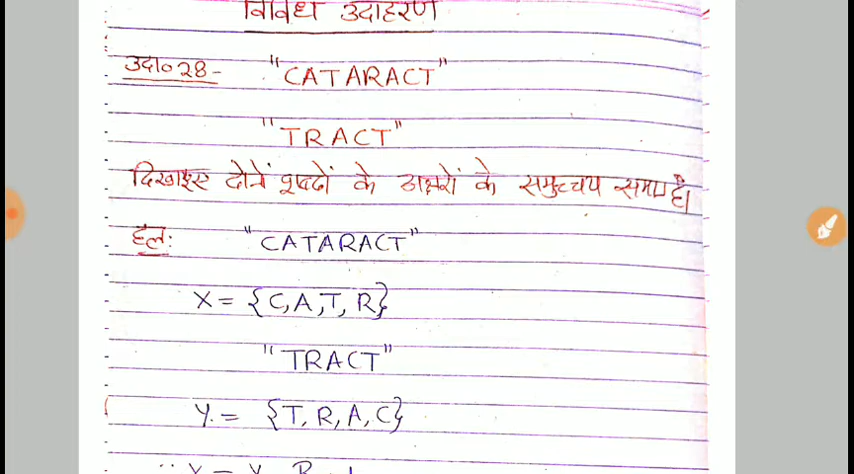 विविध उदाहरण
उदा० 28- "CATARACT"
"TRACT"
दिखाइए दोनों शब्दों के अक्षरों के समुच्चय समान है।
हल: "CATARACT"
X = {C, A, T, R}
"TRACT"
Y = {T, R, A, C}